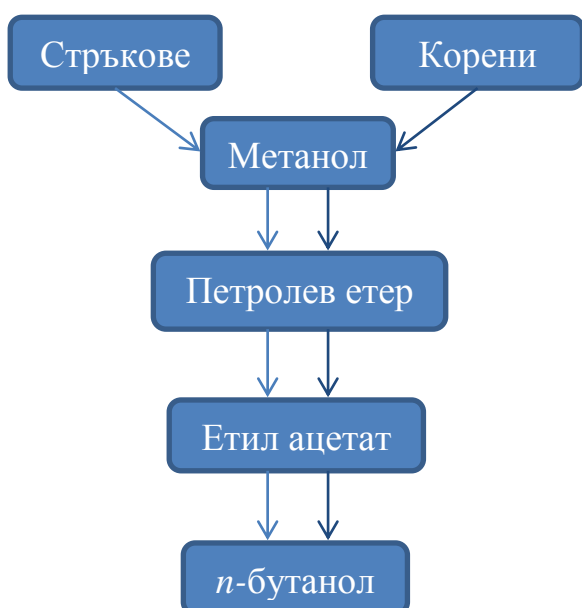 Стръкове
Корени
Метанол
Петролев етер
Етил ацетат
n-бутанол